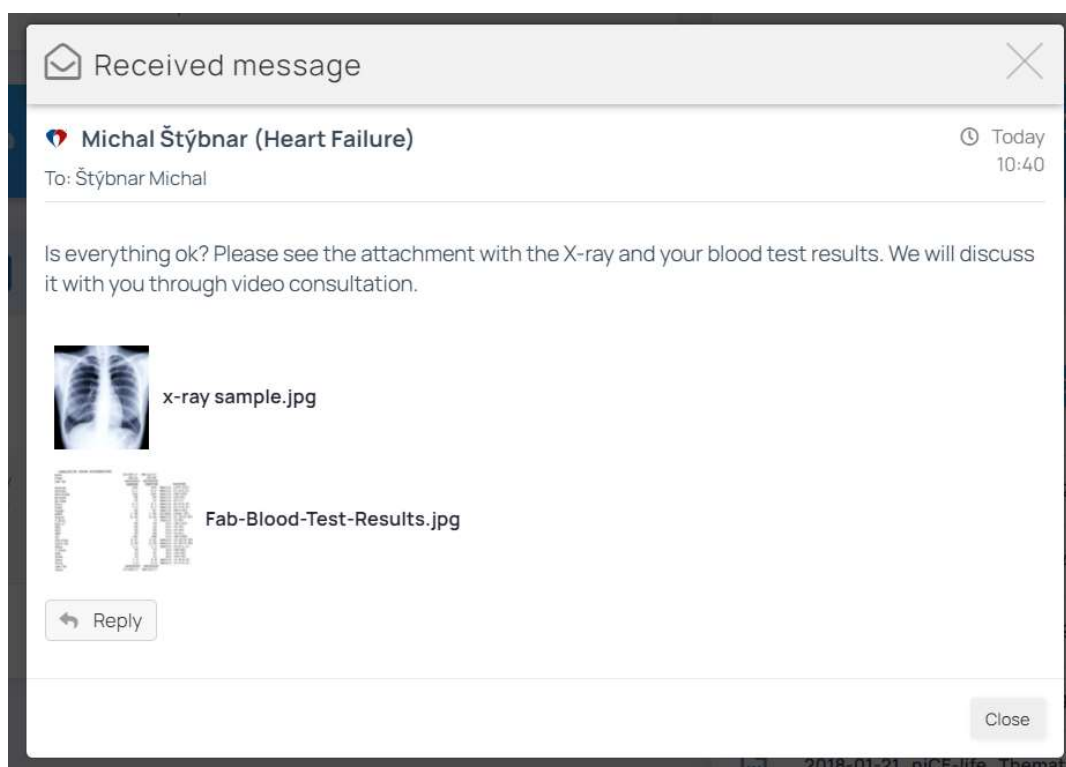 Received message
Michal Štýbnar (Heart Failure)
Today
10:40
To: Štýbnar Michal
Is everything ok? Please see the attachment with the X-ray and your blood test results. We will discuss
it with you through video consultation.
x-ray sample.jpg
Fab-Blood-Test-Results.jpg
Reply
Close